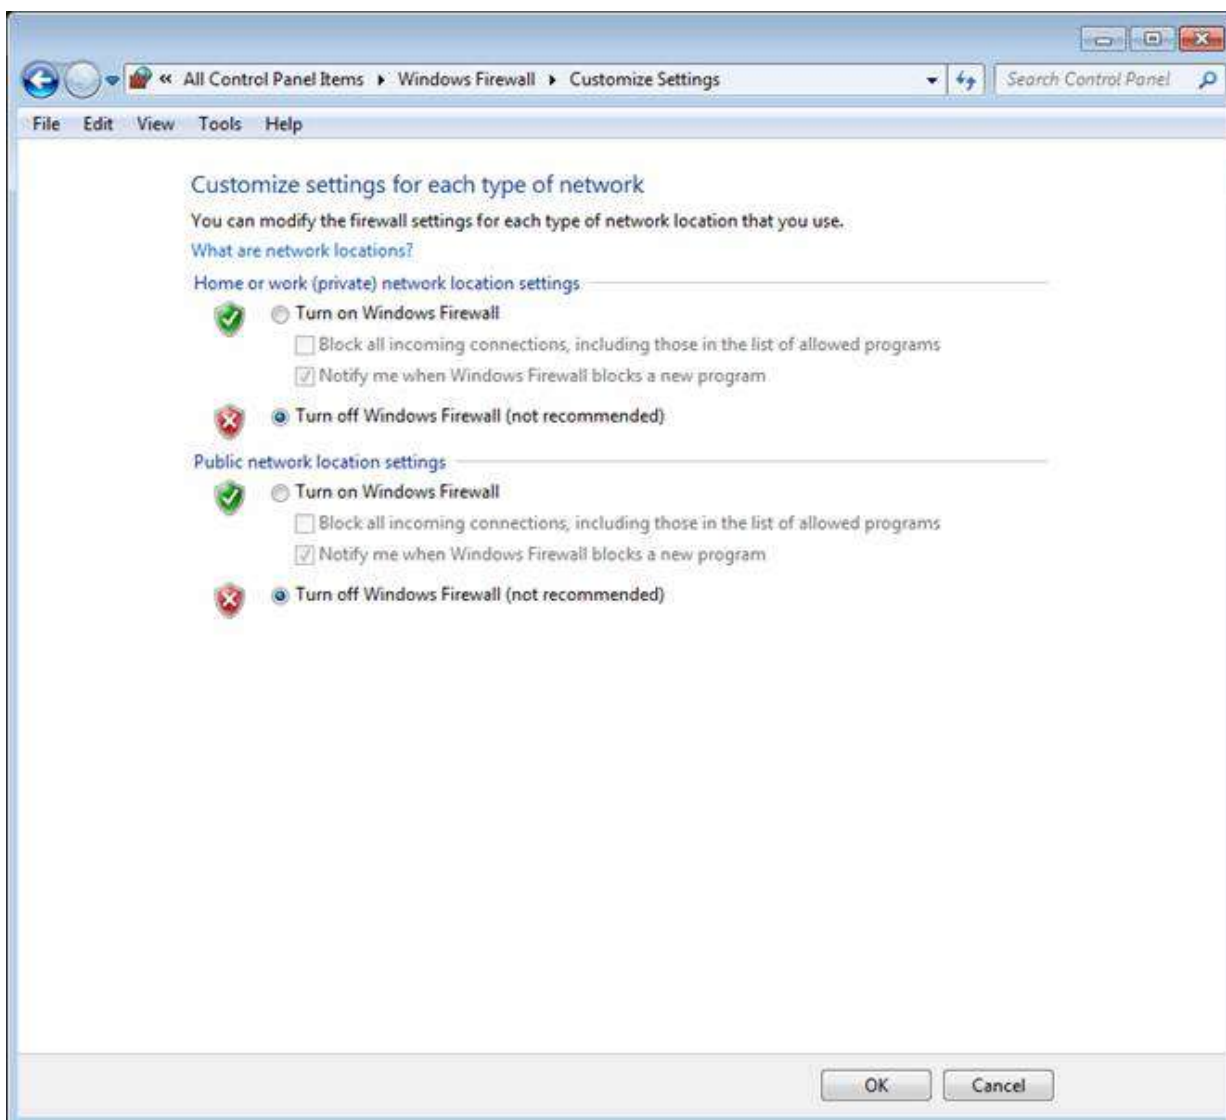 « All Control Panel Items ▸ Windows Firewall ▸ Customize Settings Search Control Panel
File Edit View Tools Help
Customize settings for each type of network
You can modify the firewall settings for each type of network location that you use.
What are network locations?
Home or work (private) network location settings
Turn on Windows Firewall
Block all incoming connections, including those in the list of allowed programs
Notify me when Windows Firewall blocks a new program
Turn off Windows Firewall (not recommended)
Public network location settings
Turn on Windows Firewall
Block all incoming connections, including those in the list of allowed programs
Notify me when Windows Firewall blocks a new program
Turn off Windows Firewall (not recommended)
OK Cancel